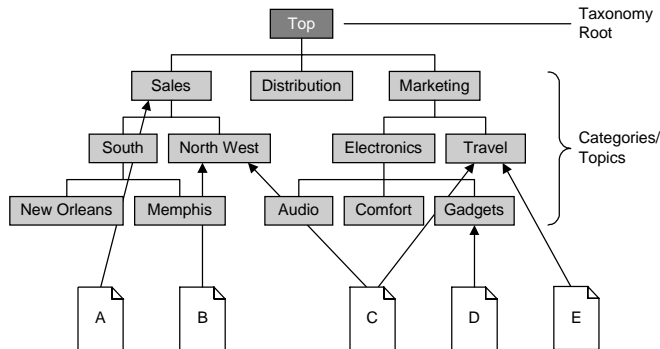 Top
Taxonomy
Root
Sales
Distribution
Marketing
South
North West
Electronics
Travel
Categories/
Topics
New Orleans
Memphis
Audio
Comfort
Gadgets
A
B
C
D
E